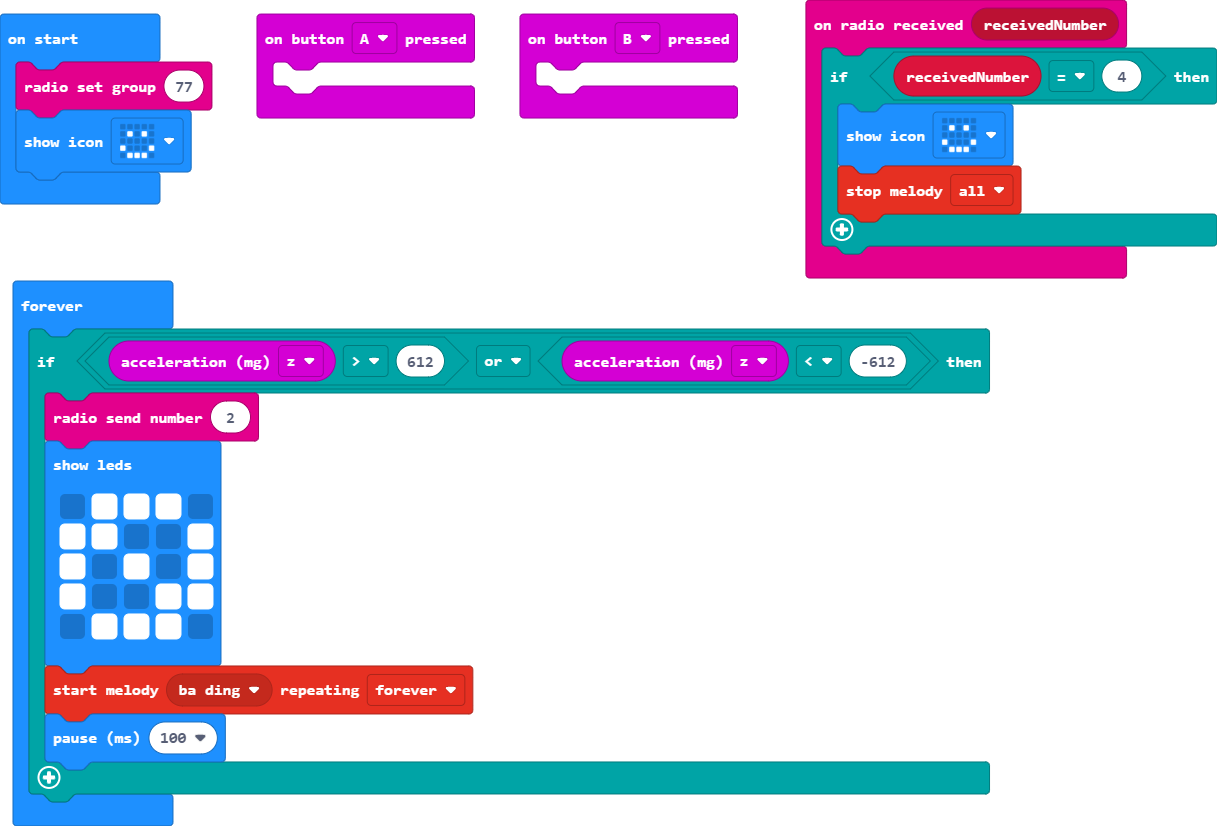 on start
radio set group 77
show icon
on button A pressed
on button B pressed
on radio received receivedNumber
if receivedNumber = 4 then
show icon
stop melody all
forever
if acceleration (mg) z > 612 or acceleration (mg) z < -612 then
radio send number 2
show leds
start melody ba ding repeating forever
pause (ms) 100